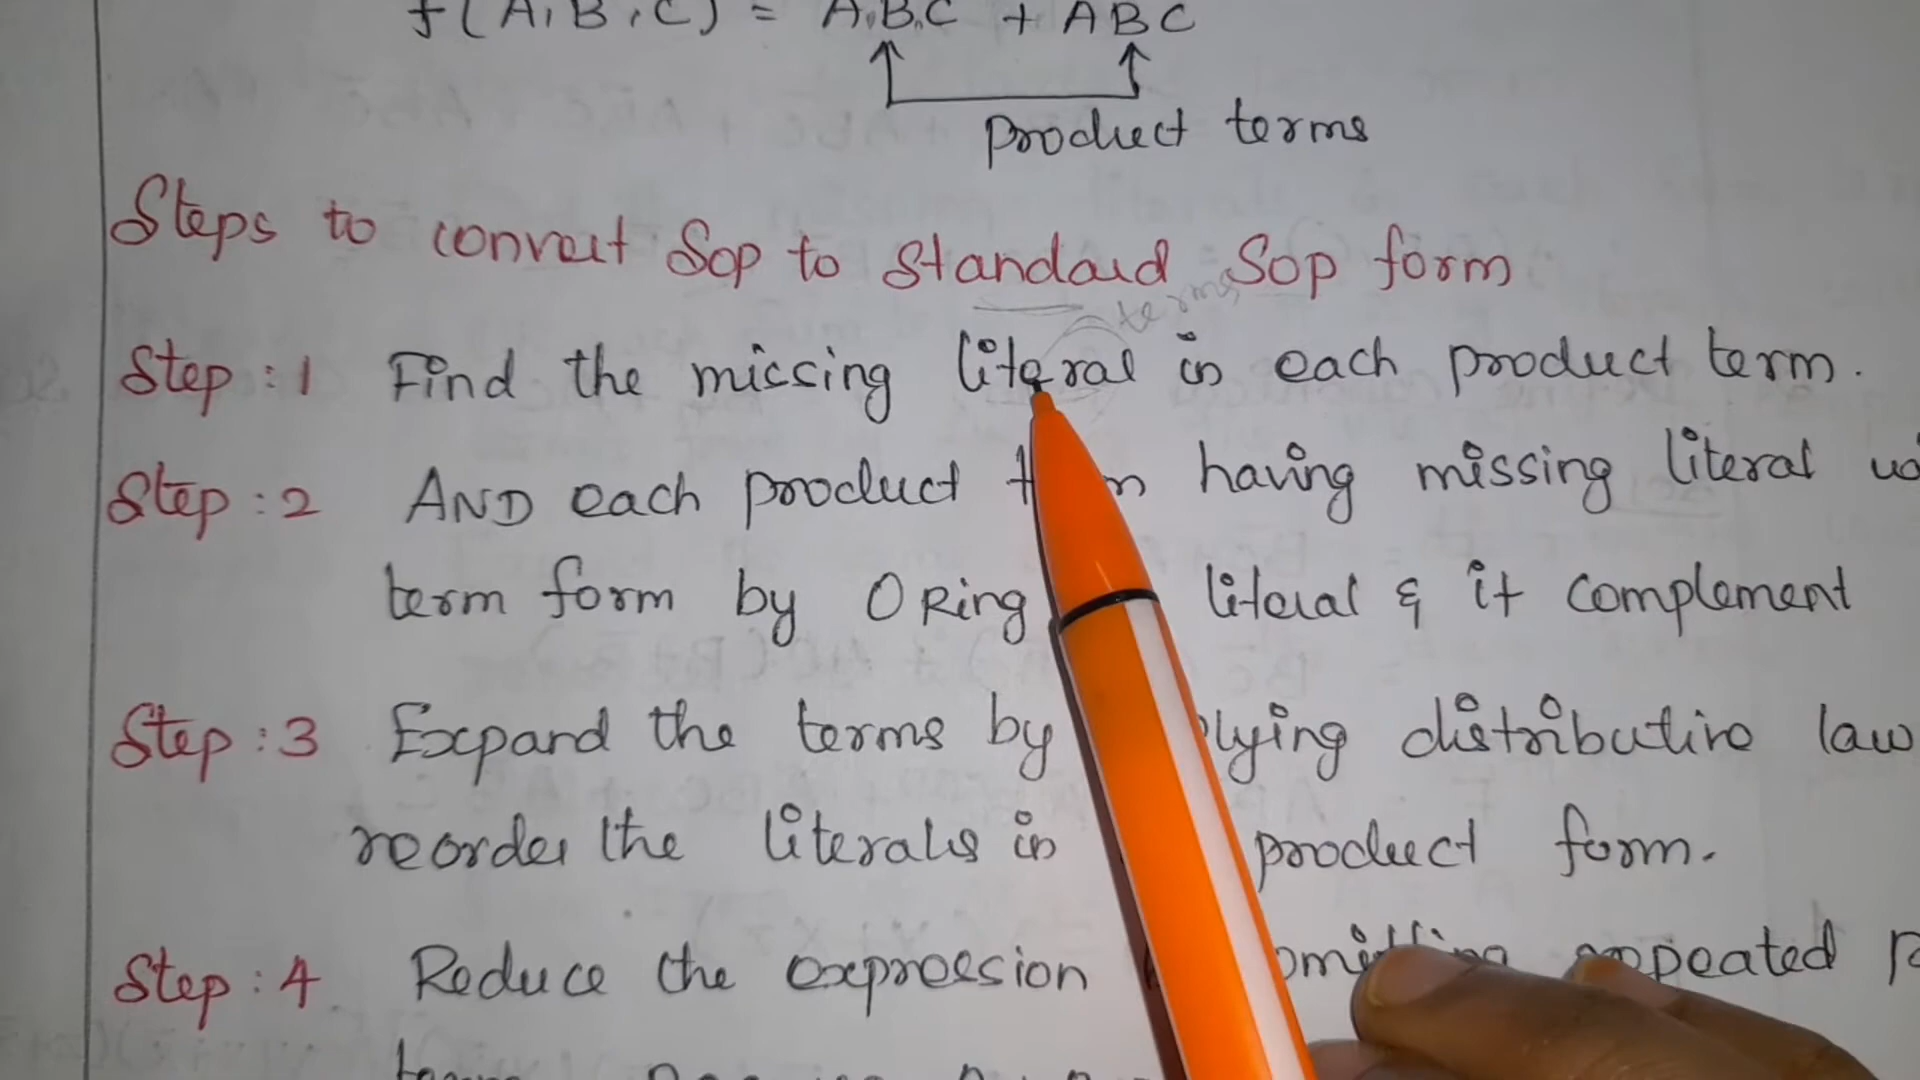 f(A,B,C) = A.B.C + ABC
Product terms
Steps to convert Sop to standard Sop form
terms
Step:1 Find the missing literal in each product term.
Step:2 AND each product having missing literal
term form by ORing literal & it complement
Step:3 Expand the terms by distributive law
reorder the literals in product form.
Step:4 Reduce the expression repeated